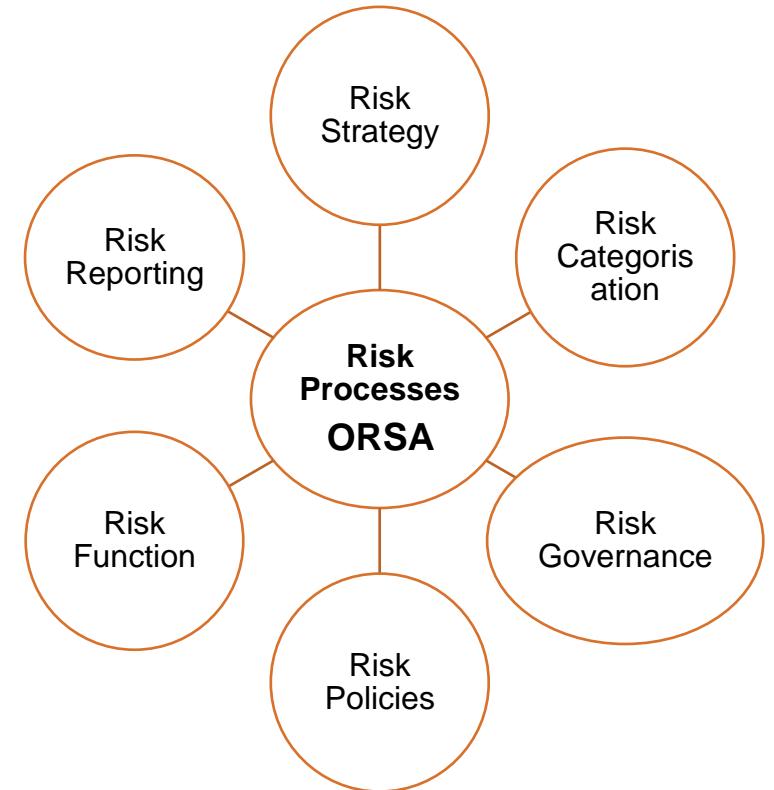 Risk
Strategy
Risk
Categoris
ation
Risk
Reporting
Risk
Processes
ORSA
Risk
Governance
Risk
Function
Risk
Policies